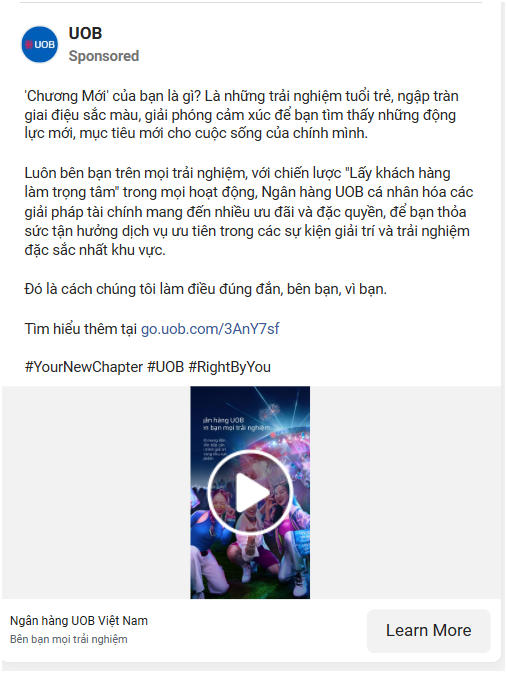 UOB
UOB
Sponsored
'Chương Mới' của bạn là gì? Là những trải nghiệm tuổi trẻ, ngập tràn
giai điệu sắc màu, giải phóng cảm xúc để bạn tìm thấy những động
lực mới, mục tiêu mới cho cuộc sống của chính mình.
Luôn bên bạn trên mọi trải nghiệm, với chiến lược "Lấy khách hàng
làm trọng tâm" trong mọi hoạt động, Ngân hàng UOB cá nhân hóa các
giải pháp tài chính mang đến nhiều ưu đãi và đặc quyền, để bạn thỏa
sức tận hưởng dịch vụ ưu tiên trong các sự kiện giải trí và trải nghiệm
đặc sắc nhất khu vực.
Đó là cách chúng tôi làm điều đúng đắn, bên bạn, vì bạn.
Tìm hiểu thêm tại go.uob.com/3AnY7sf
#YourNewChapter #UOB #RightByYou
gân hàng UOB
ên bạn mọi trải nghiệm
Ngân hàng UOB Việt Nam
Bên bạn mọi trải nghiệm
Learn More